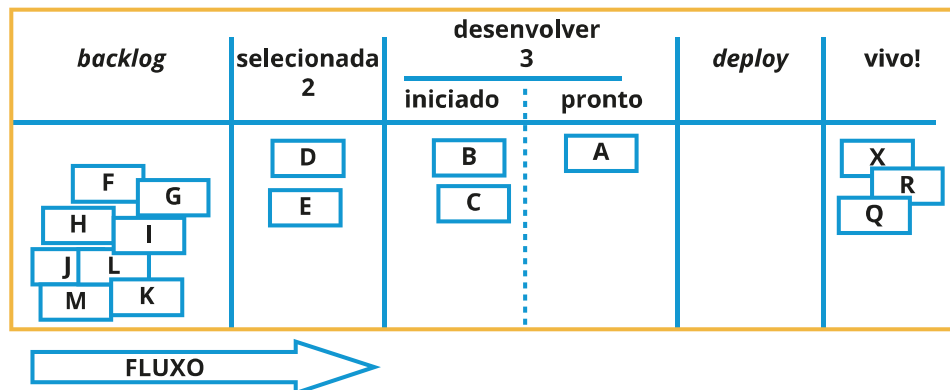 backlog
selecionada
2
desenvolver
3
iniciado
pronto
deploy
vivo!
D
B
A
X
F
G
R
E
C
Q
H
I
J
L
M
K
FLUXO